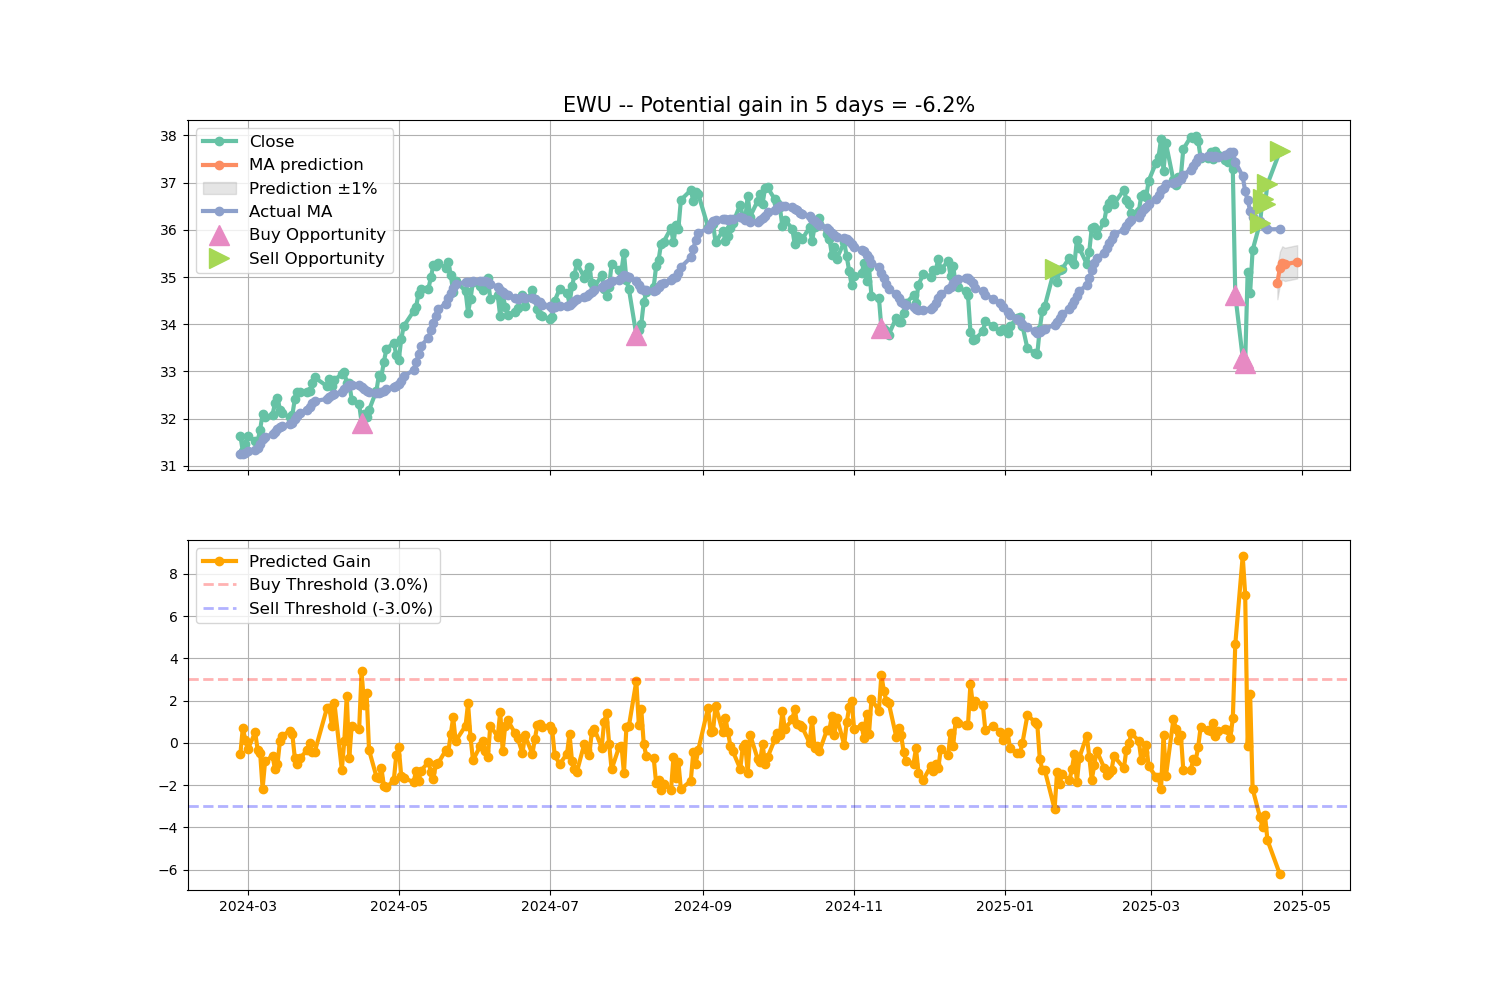 EWU -- Potential gain in 5 days = -6.2%
38
37
36
35
34
33
32
31
Close
MA prediction
Prediction ±1%
Actual MA
Buy Opportunity
Sell Opportunity
8
6
4
2
0
−2
−4
−6
Predicted Gain
Buy Threshold (3.0%)
Sell Threshold (-3.0%)
2024-03 2024-05 2024-07 2024-09 2024-11 2025-01 2025-03 2025-05